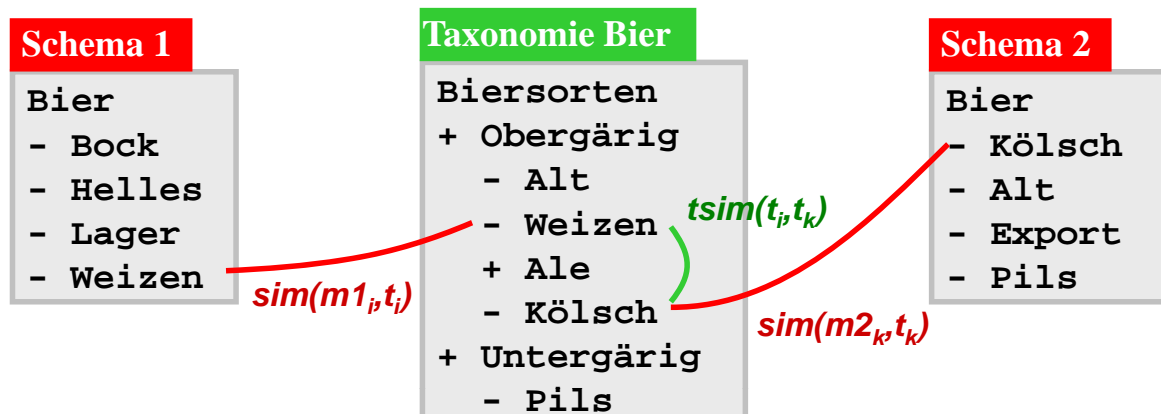 Schema 1
Bier
- Bock
- Helles
- Lager
- Weizen
sim(m1i,ti)
Taxonomie Bier
Biersorten
+ Obergärig
- Alt
- Weizen
+ Ale
- Kölsch
+ Untergärig
- Pils
tsim(ti,tk)
sim(m2k,tk)
Schema 2
Bier
- Kölsch
- Alt
- Export
- Pils